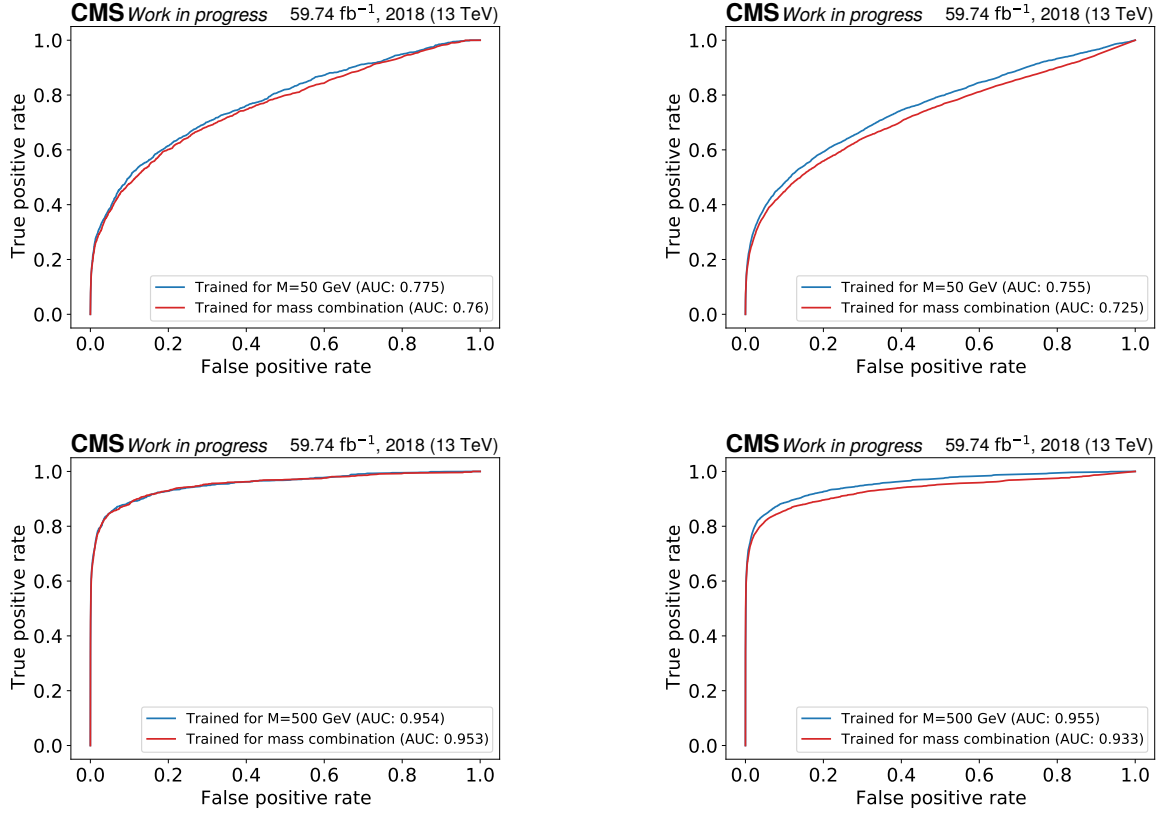 CMS Work in progress 59.74 fb⁻¹, 2018 (13 TeV)
True positive rate
1.0
0.8
0.6
0.4
0.2
0.0
Trained for M=50 GeV (AUC: 0.775)
Trained for mass combination (AUC: 0.76)
0.0 0.2 0.4 0.6 0.8 1.0
False positive rate
CMS Work in progress 59.74 fb⁻¹, 2018 (13 TeV)
True positive rate
1.0
0.8
0.6
0.4
0.2
0.0
Trained for M=50 GeV (AUC: 0.755)
Trained for mass combination (AUC: 0.725)
0.0 0.2 0.4 0.6 0.8 1.0
False positive rate
CMS Work in progress 59.74 fb⁻¹, 2018 (13 TeV)
True positive rate
1.0
0.8
0.6
0.4
0.2
0.0
Trained for M=500 GeV (AUC: 0.954)
Trained for mass combination (AUC: 0.953)
0.0 0.2 0.4 0.6 0.8 1.0
False positive rate
CMS Work in progress 59.74 fb⁻¹, 2018 (13 TeV)
True positive rate
1.0
0.8
0.6
0.4
0.2
0.0
Trained for M=500 GeV (AUC: 0.955)
Trained for mass combination (AUC: 0.933)
0.0 0.2 0.4 0.6 0.8 1.0
False positive rate